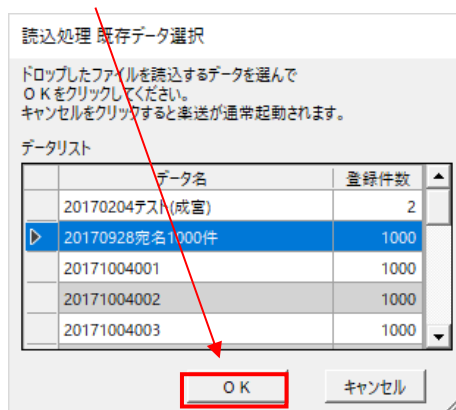 読込処理 既存データ選択
ドロップしたファイルを読込するデータを選んで
ＯＫをクリックしてください。
キャンセルをクリックすると楽送が通常起動されます。
データリスト
データ名 登録件数
20170204テスト(成宮) 2
20170928宛名1000件 1000
20171004001 1000
20171004002 1000
20171004003 1000
ＯＫ キャンセル